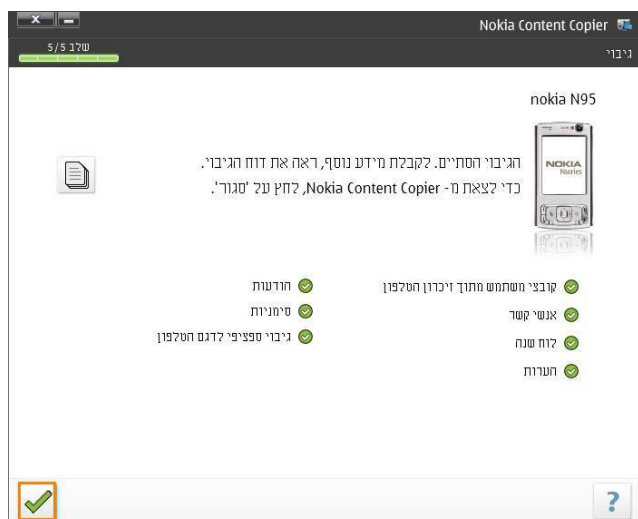 Nokia Content Copier
גיבוי
שלב 5/5
nokia N95
NOKIA
Nseries
הגיבוי הסתיים. לקבלת מידע נוסף, ראה את דוח הגיבוי.
כדי לצאת מ- Nokia Content Copier, לחץ על 'סגור'.
קובצי משתמש מתוך זיכרון הטלפון
אנשי קשר
לוח שנה
הערות
הודעות
סימניות
גיבוי ספציפי לדגם הטלפון
?